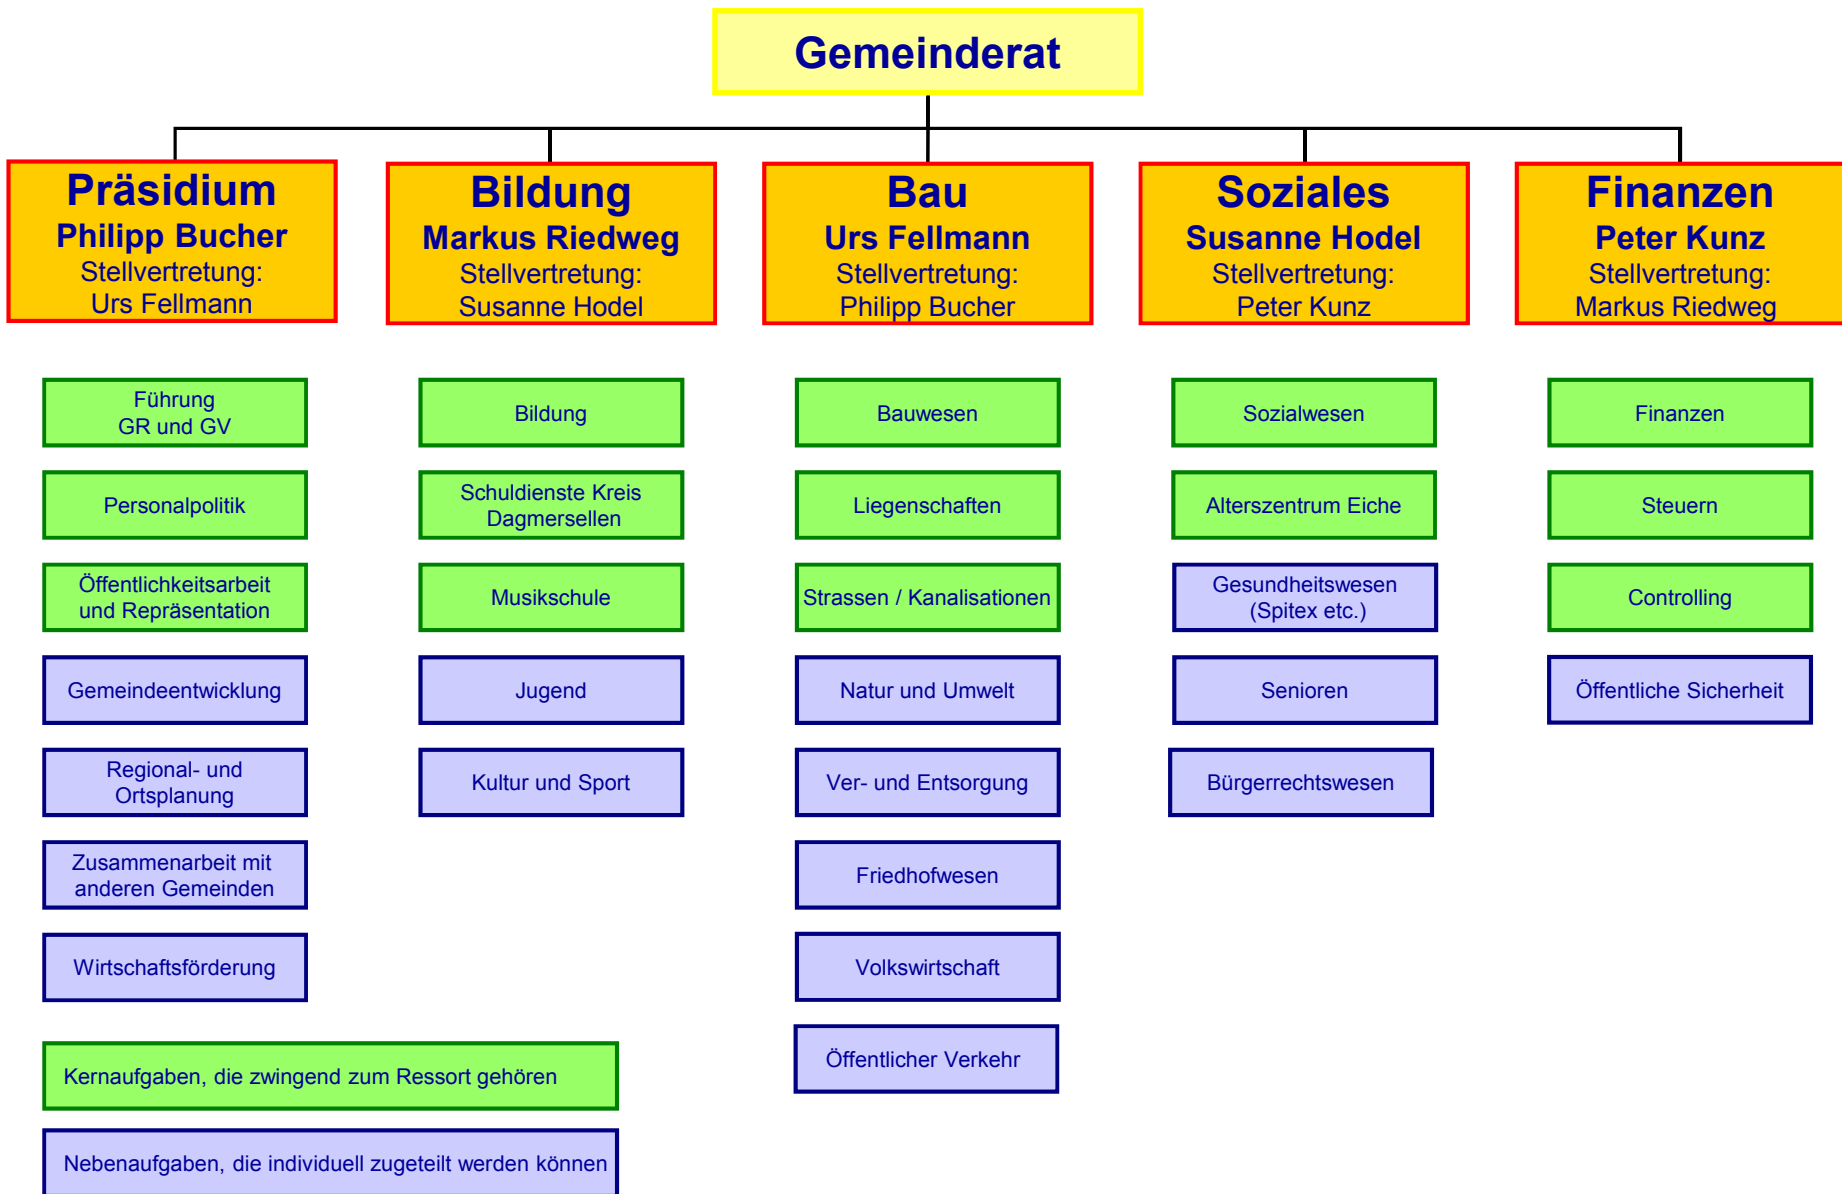 Gemeinderat
Präsidium
Philipp Bucher
Stellvertretung:
Urs Fellmann
Bildung
Markus Riedweg
Stellvertretung:
Susanne Hodel
Bau
Urs Fellmann
Stellvertretung:
Philipp Bucher
Soziales
Susanne Hodel
Stellvertretung:
Peter Kunz
Finanzen
Peter Kunz
Stellvertretung:
Markus Riedweg
Führung
GR und GV
Personalpolitik
Öffentlichkeitsarbeit
und Repräsentation
Gemeindeentwicklung
Regional- und
Ortsplanung
Zusammenarbeit mit
anderen Gemeinden
Wirtschaftsförderung
Bildung
Schuldienste Kreis
Dagmersellen
Musikschule
Jugend
Kultur und Sport
Bauwesen
Liegenschaften
Strassen / Kanalisationen
Natur und Umwelt
Ver- und Entsorgung
Friedhofwesen
Volkswirtschaft
Öffentlicher Verkehr
Sozialwesen
Alterszentrum Eiche
Gesundheitswesen
(Spitex etc.)
Senioren
Bürgerrechtswesen
Finanzen
Steuern
Controlling
Öffentliche Sicherheit
Kernaufgaben, die zwingend zum Ressort gehören
Nebenaufgaben, die individuell zugeteilt werden können